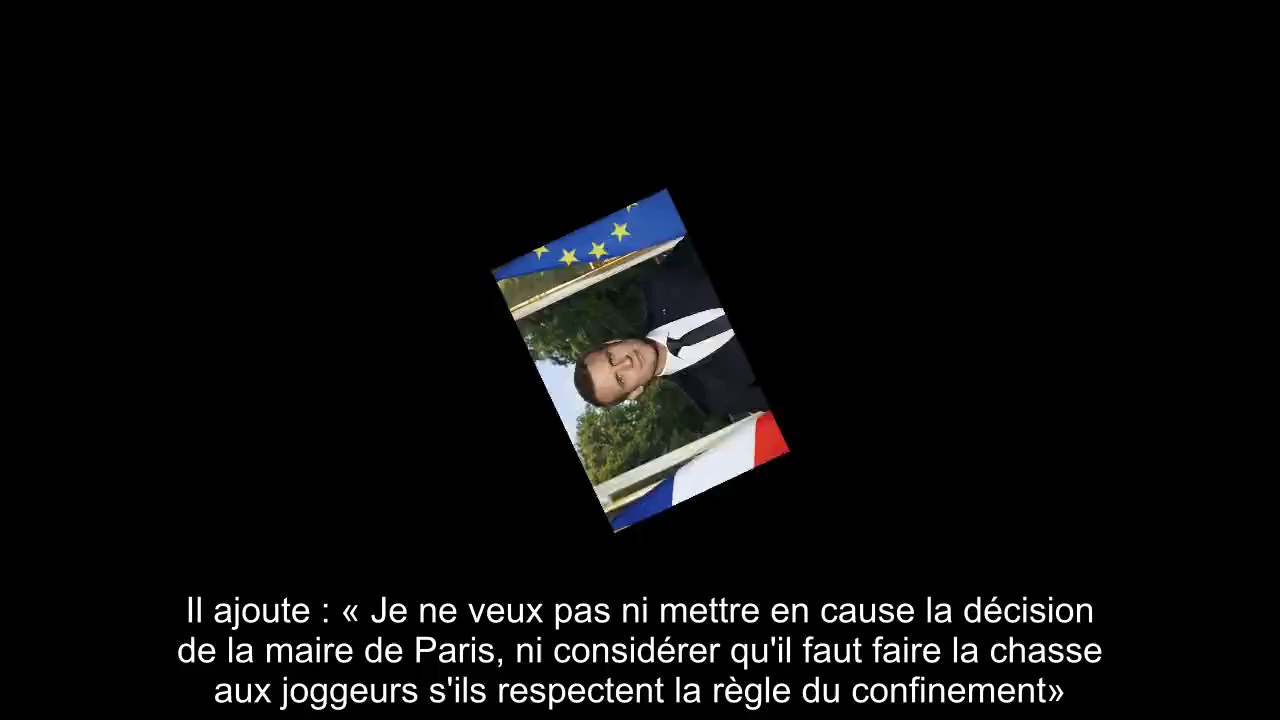 Il ajoute : « Je ne veux pas ni mettre en cause la décision
de la maire de Paris, ni considérer qu'il faut faire la chasse
aux joggeurs s'ils respectent la règle du confinement»